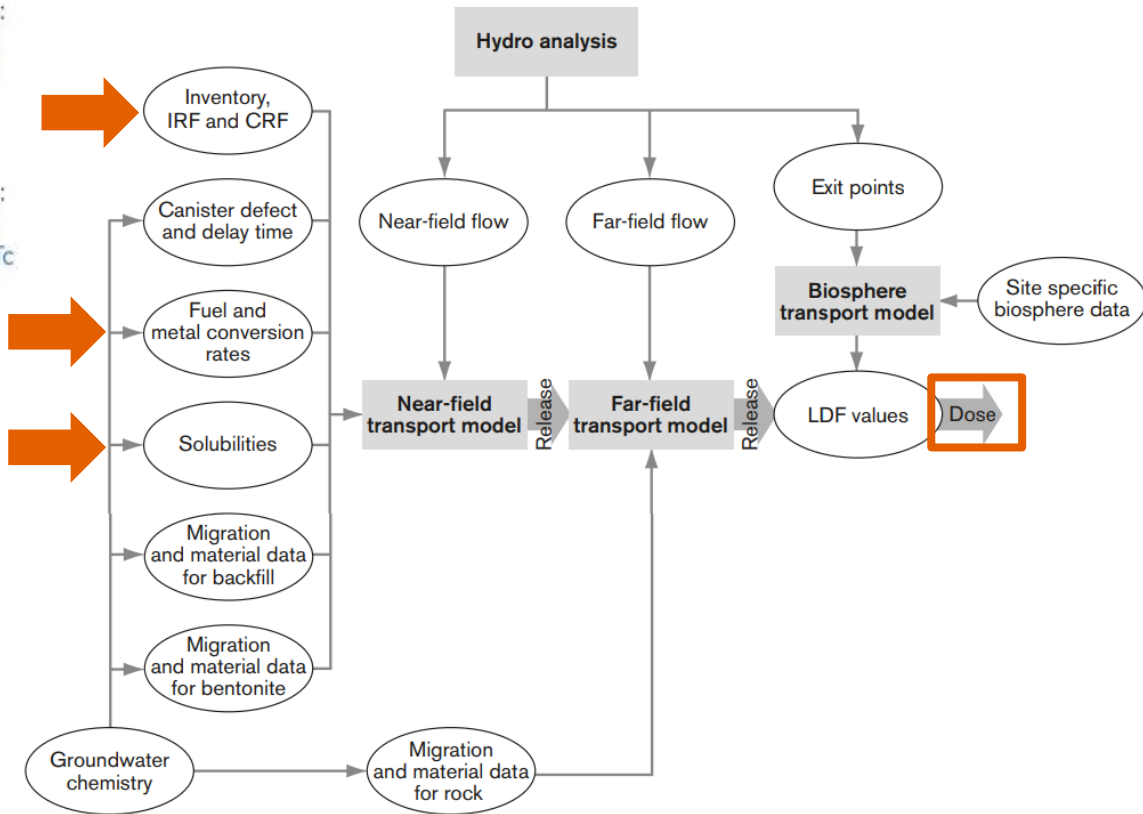 :
Hydro analysis
Inventory,
IRF and CRF
:
Canister defect
and delay time
Near-field flow
Far-field flow
Exit points
Tc
Fuel and
metal conversion
rates
Biosphere
transport model
Site specific
biosphere data
Near-field
transport model
Release
Far-field
transport model
Release
LDF values
Dose
Solubilities
Migration
and material data
for backfill
Migration
and material data
for bentonite
Groundwater
chemistry
Migration
and material data
for rock